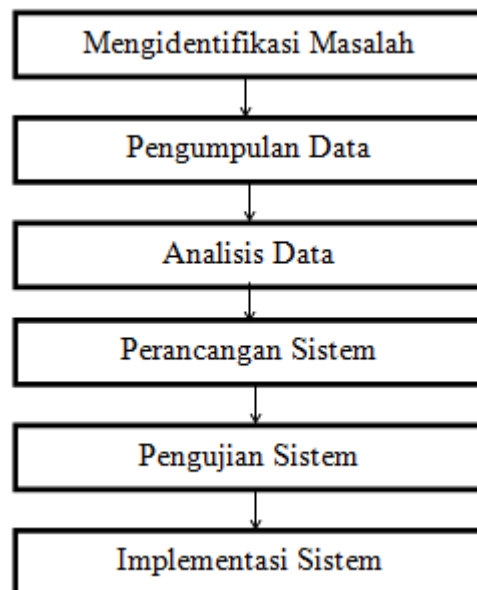 Mengidentifikasi Masalah
Pengumpulan Data
Analisis Data
Perancangan Sistem
Pengujian Sistem
Implementasi Sistem